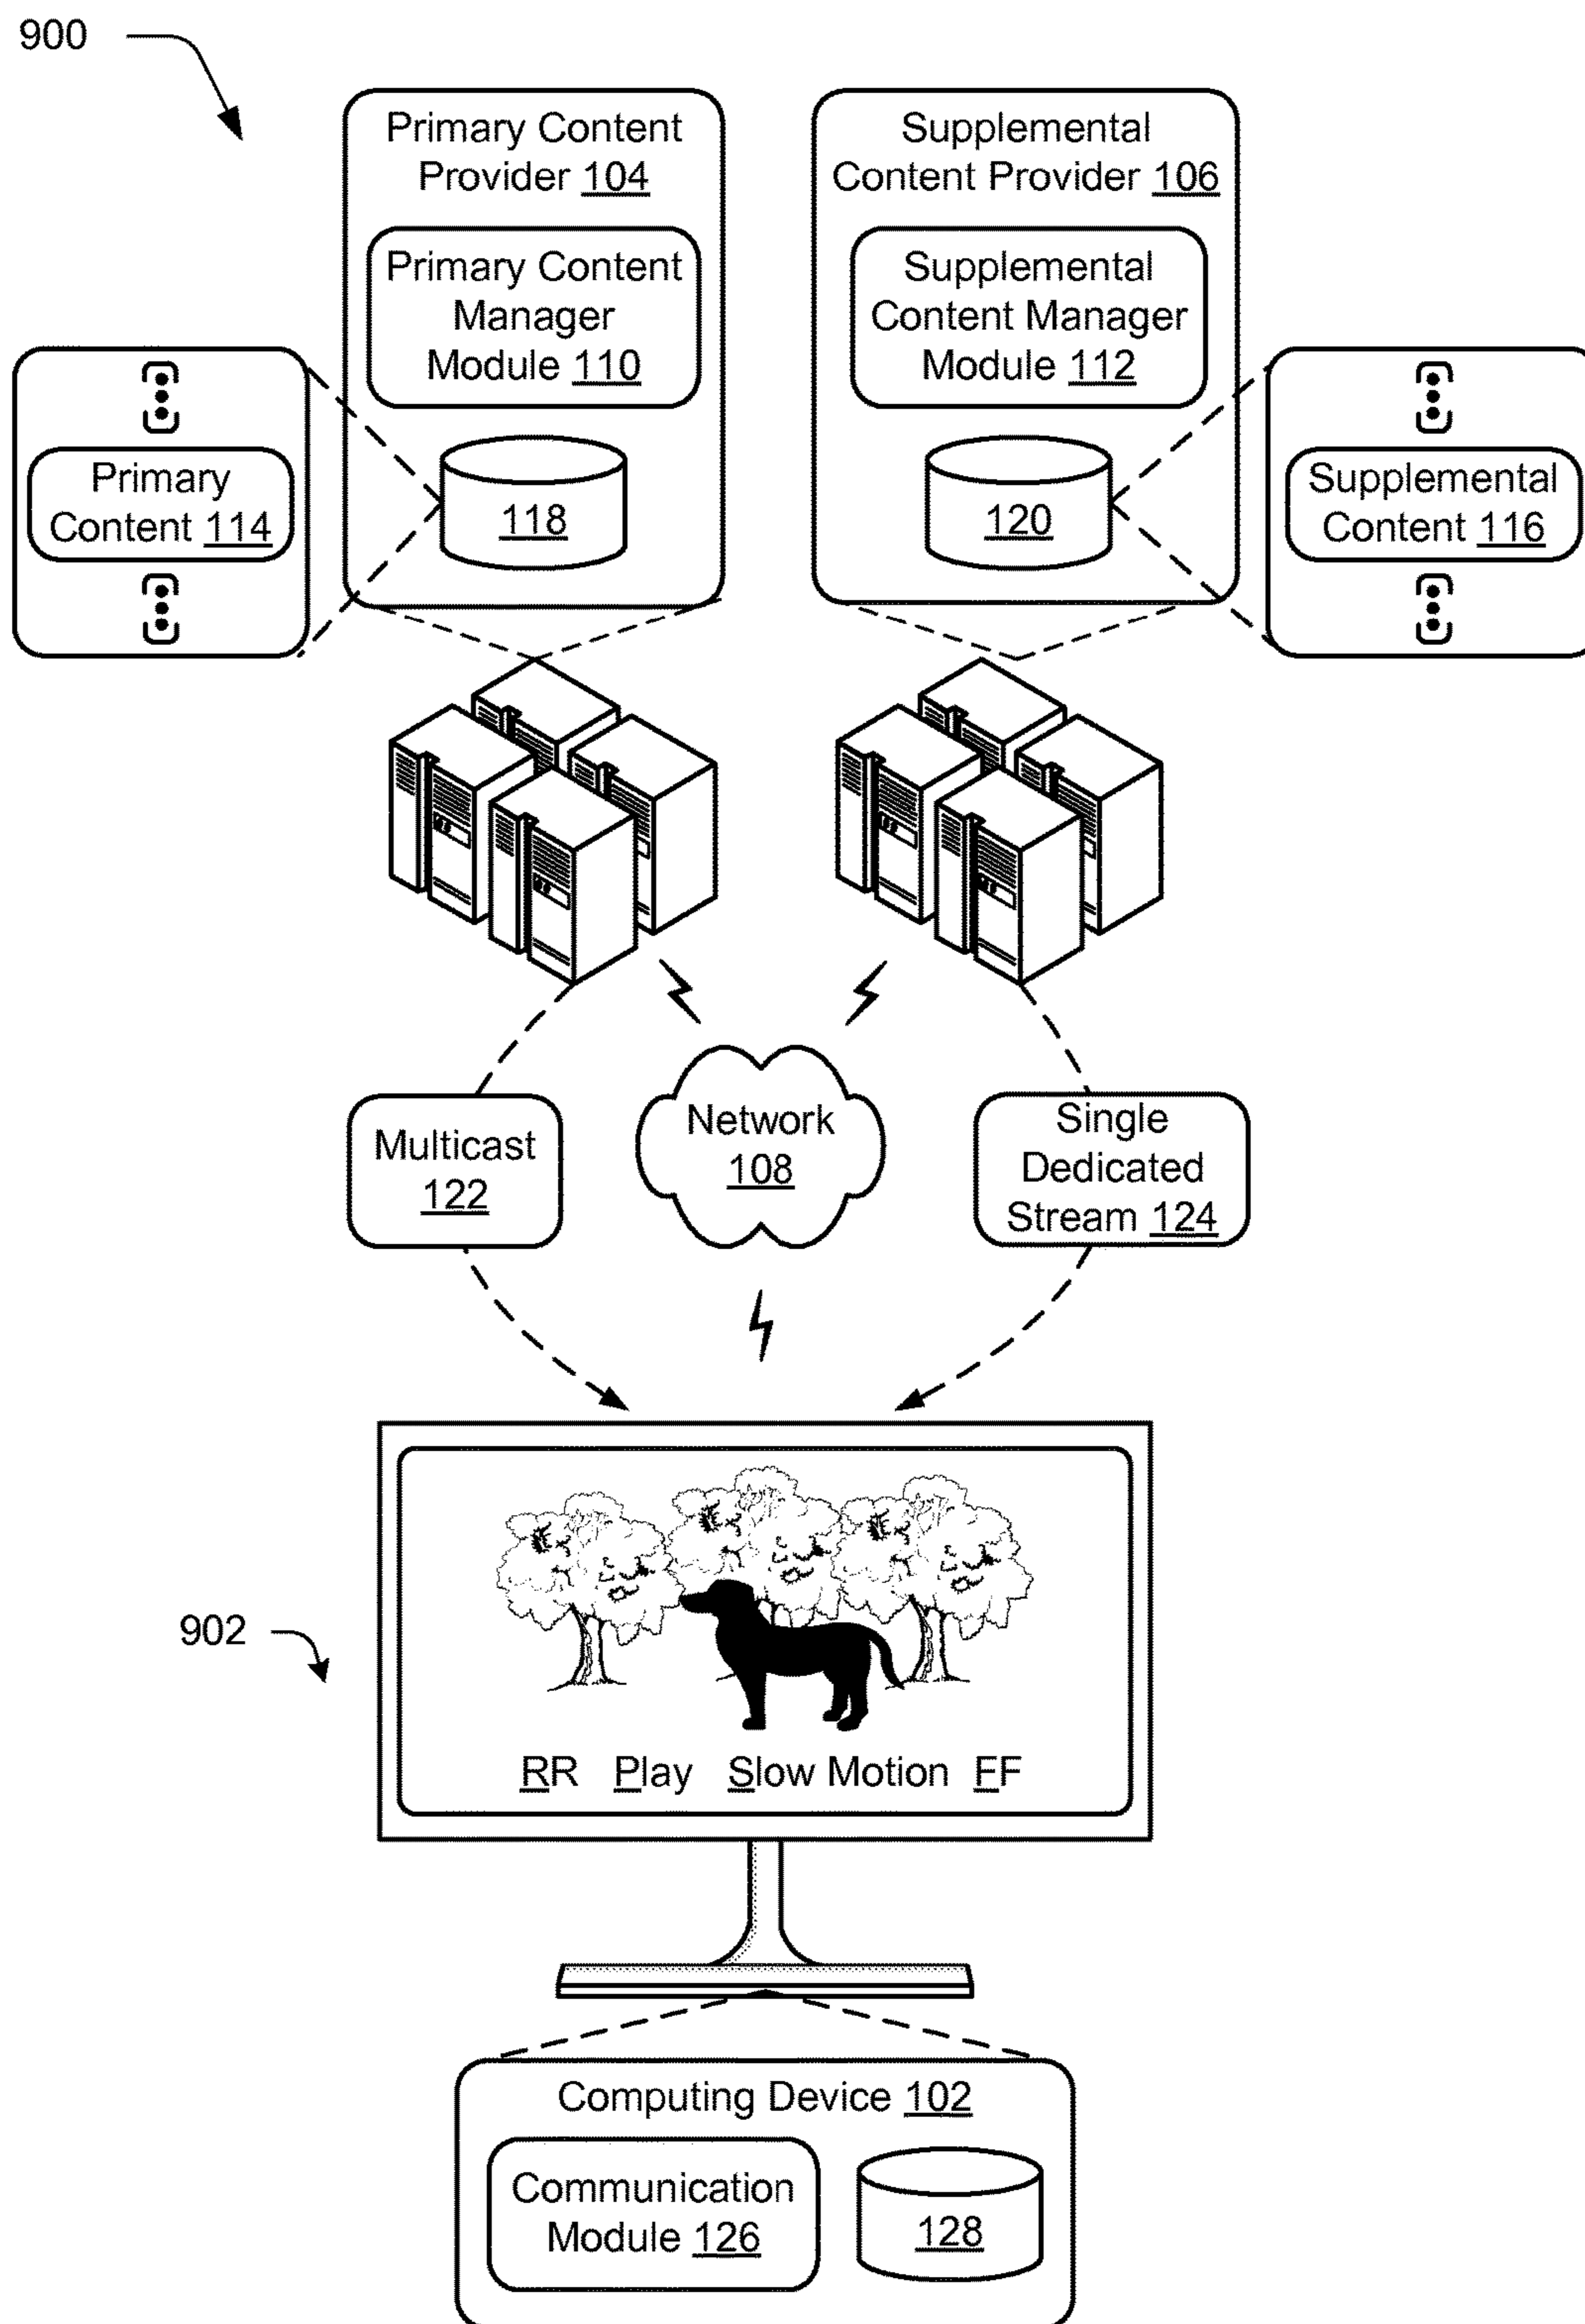 900
Primary Content
Provider 104
Primary Content
Manager
Module 110
118
Primary
Content 114
Supplemental
Content Provider 106
Supplemental
Content Manager
Module 112
120
Supplemental
Content 116
Multicast
122
Network
108
Single
Dedicated
Stream 124
902
RR Play Slow Motion FF
Computing Device 102
Communication
Module 126
128